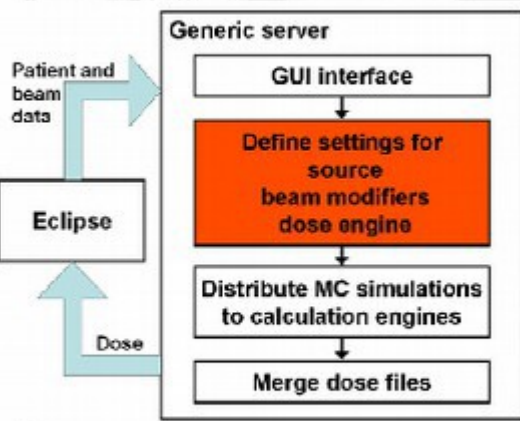 Generic server
Patient and
beam
data
GUI interface
Define settings for
source
beam modifiers
dose engine
Eclipse
Distribute MC simulations
to calculation engines
Dose
Merge dose files